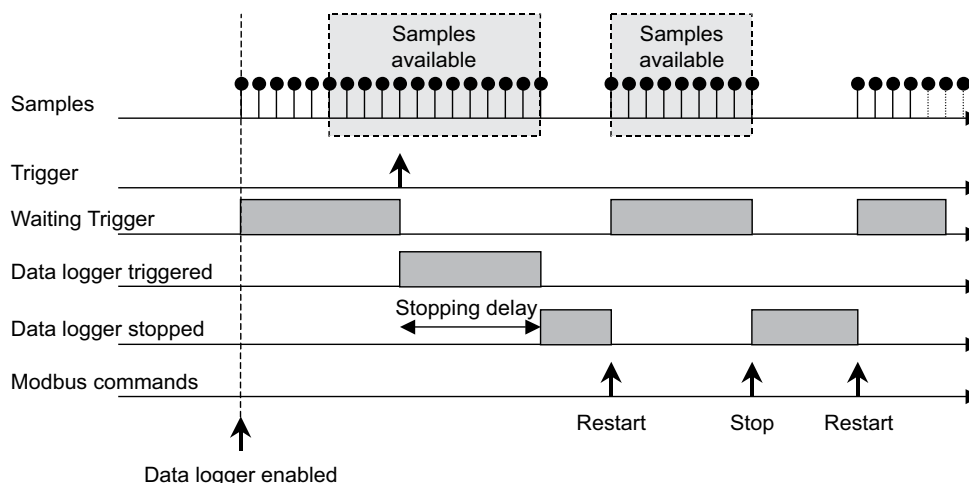 Samples
available
Samples
available
Samples
Trigger
Waiting Trigger
Data logger triggered
Stopping delay
Data logger stopped
Modbus commands
Restart
Stop
Restart
Data logger enabled